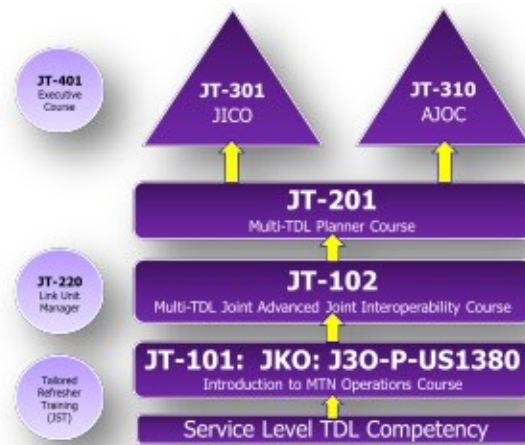 JT-401
Executive
Course
JT-301
JICO
JT-310
AJOC
JT-201
Multi-TDL Planner Course
JT-220
Link Unit
Manager
JT-102
Multi-TDL Joint Advanced Joint Interoperability Course
Tailored
Refresher
Training
(JST)
JT-101: JKO: J3O-P-US1380
Introduction to MTN Operations Course
Service Level TDL Competency